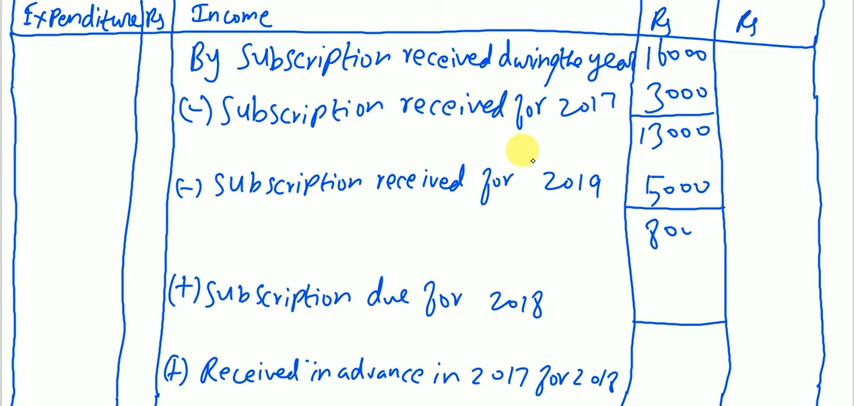 Expenditure Rs Income Rs Rs
By Subscription received during the year 16000
(-) Subscription received for 2017 3000
13000
(-) Subscription received for 2019 5000
800
(+) Subscription due for 2018
(+) Received in advance in 2017 for 2018